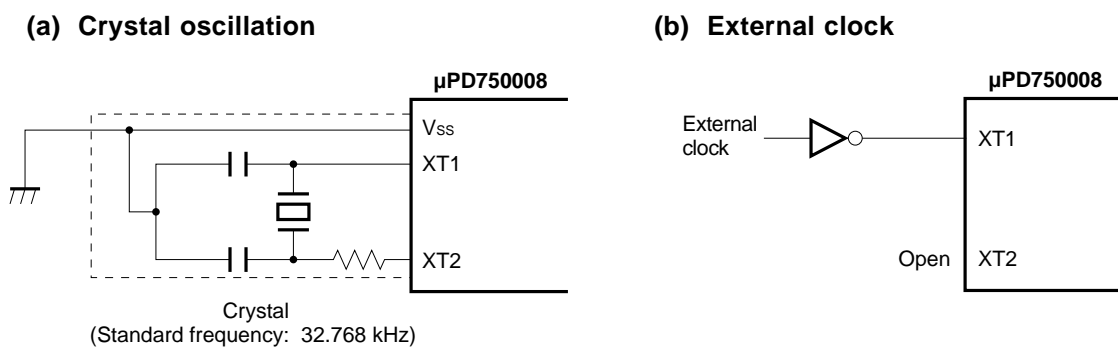 (a) Crystal oscillation
µPD750008
VSS
XT1
XT2
Crystal
(Standard frequency: 32.768 kHz)
(b) External clock
µPD750008
External
clock
XT1
Open
XT2